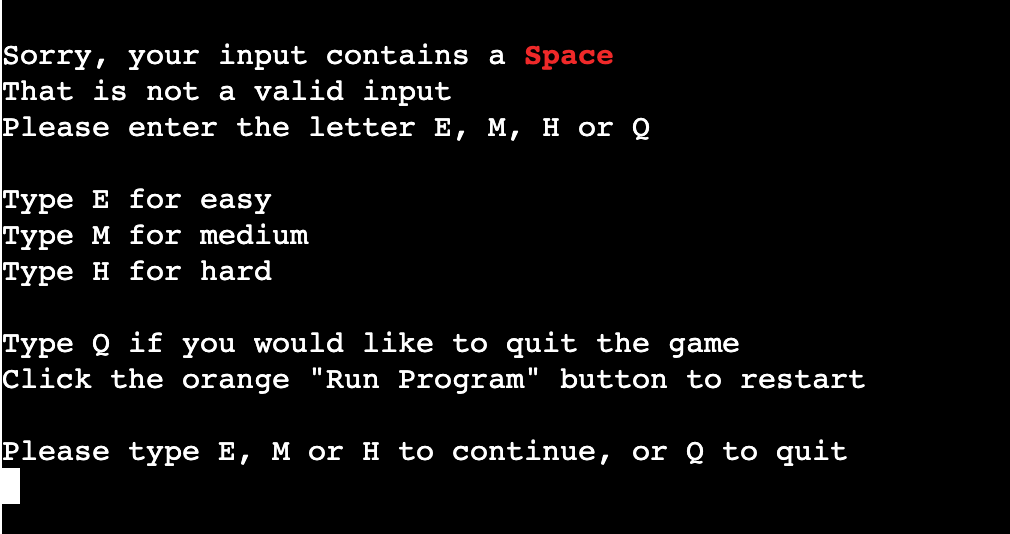 Sorry, your input contains a Space
That is not a valid input
Please enter the letter E, M, H or Q
Type E for easy
Type M for medium
Type H for hard
Type Q if you would like to quit the game
Click the orange "Run Program" button to restart
Please type E, M or H to continue, or Q to quit